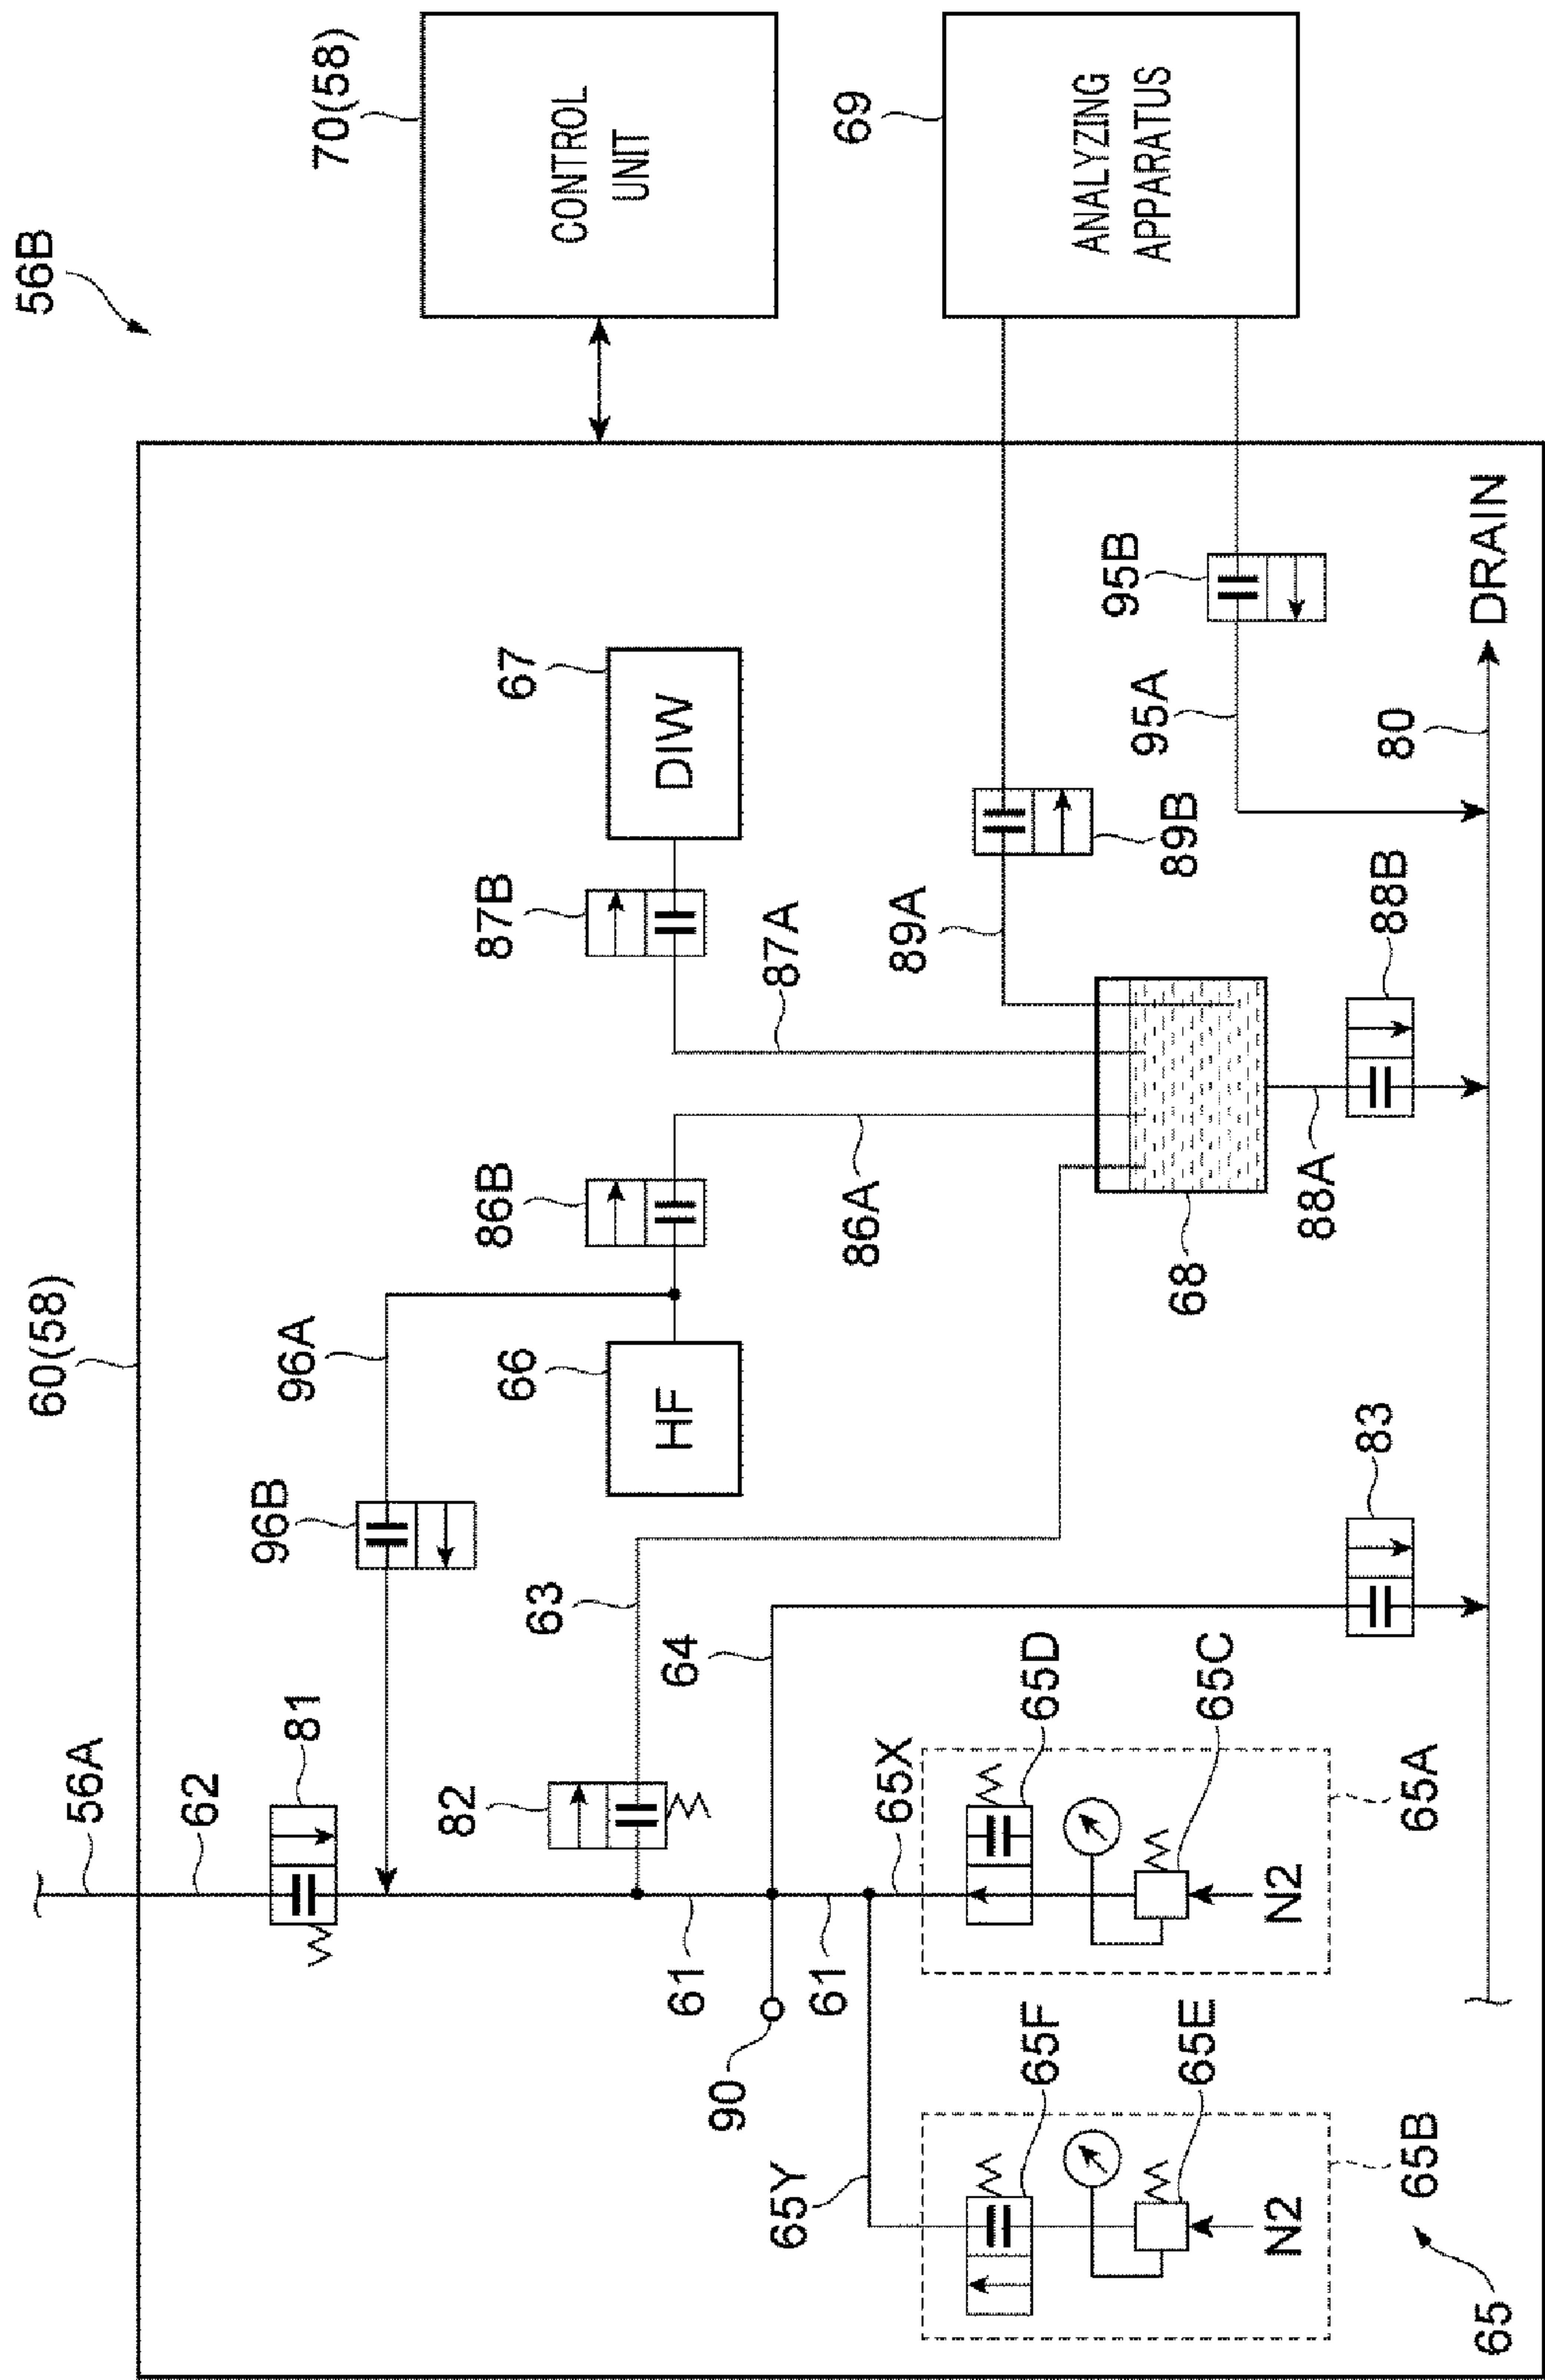 56B
70(58)
CONTROL
UNIT
69
ANALYZING
APPARATUS
60(58)
56A
62
81
96B
96A
66
HF
86B
86A
87B
67
DIW
87A
89A
89B
95B
95A
80
DRAIN
88B
88A
68
83
82
63
64
61
61
90
65X
65Y
65D
65C
65A
N2
65F
65E
65B
N2
65